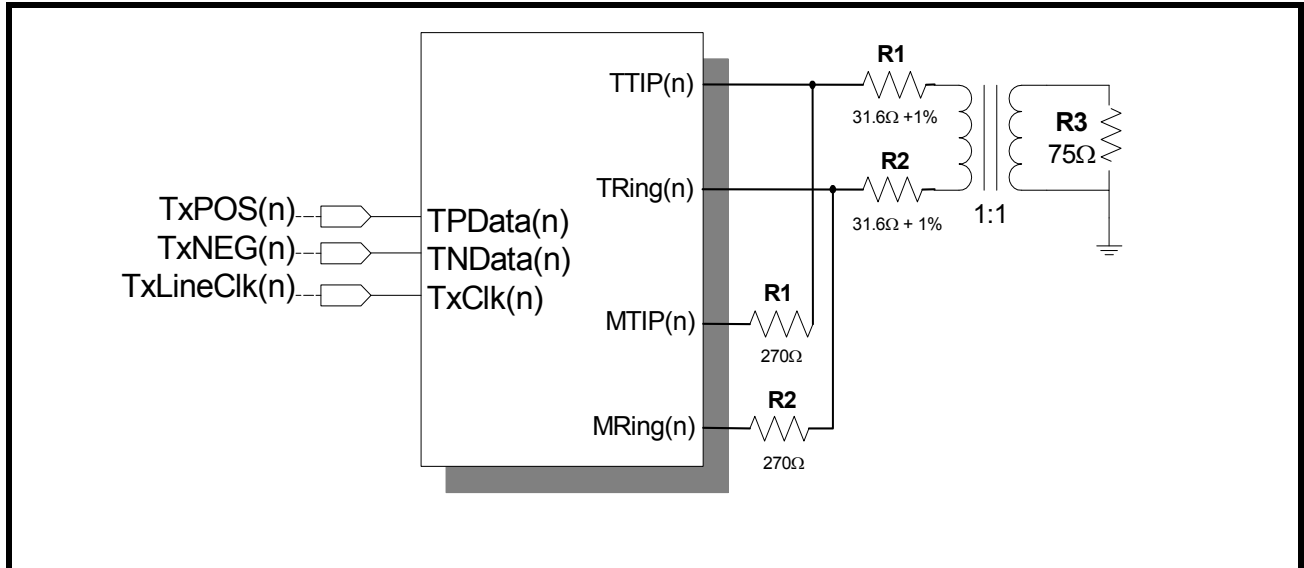 TTIP(n)
R1
31.6Ω +1%
R3
75Ω
TRing(n)
R2
31.6Ω + 1%
1:1
TxPOS(n)
TPData(n)
TxNEG(n)
TNData(n)
TxLineClk(n)
TxClk(n)
MTIP(n)
R1
270Ω
MRing(n)
R2
270Ω